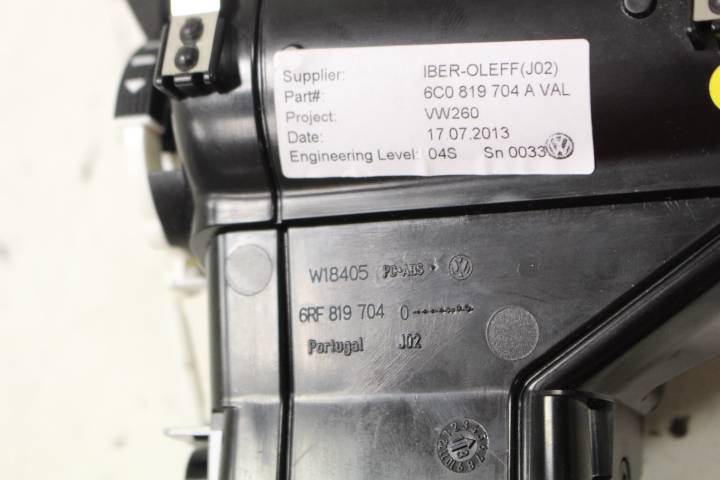 Supplier: IBER-OLEFF(J02)
Part#: 6C0 819 704 A VAL
Project: VW260
Date: 17.07.2013
Engineering Level: 04S Sn 0033
W18405 PC+ABS
6RF 819 704 0
Portugal J02